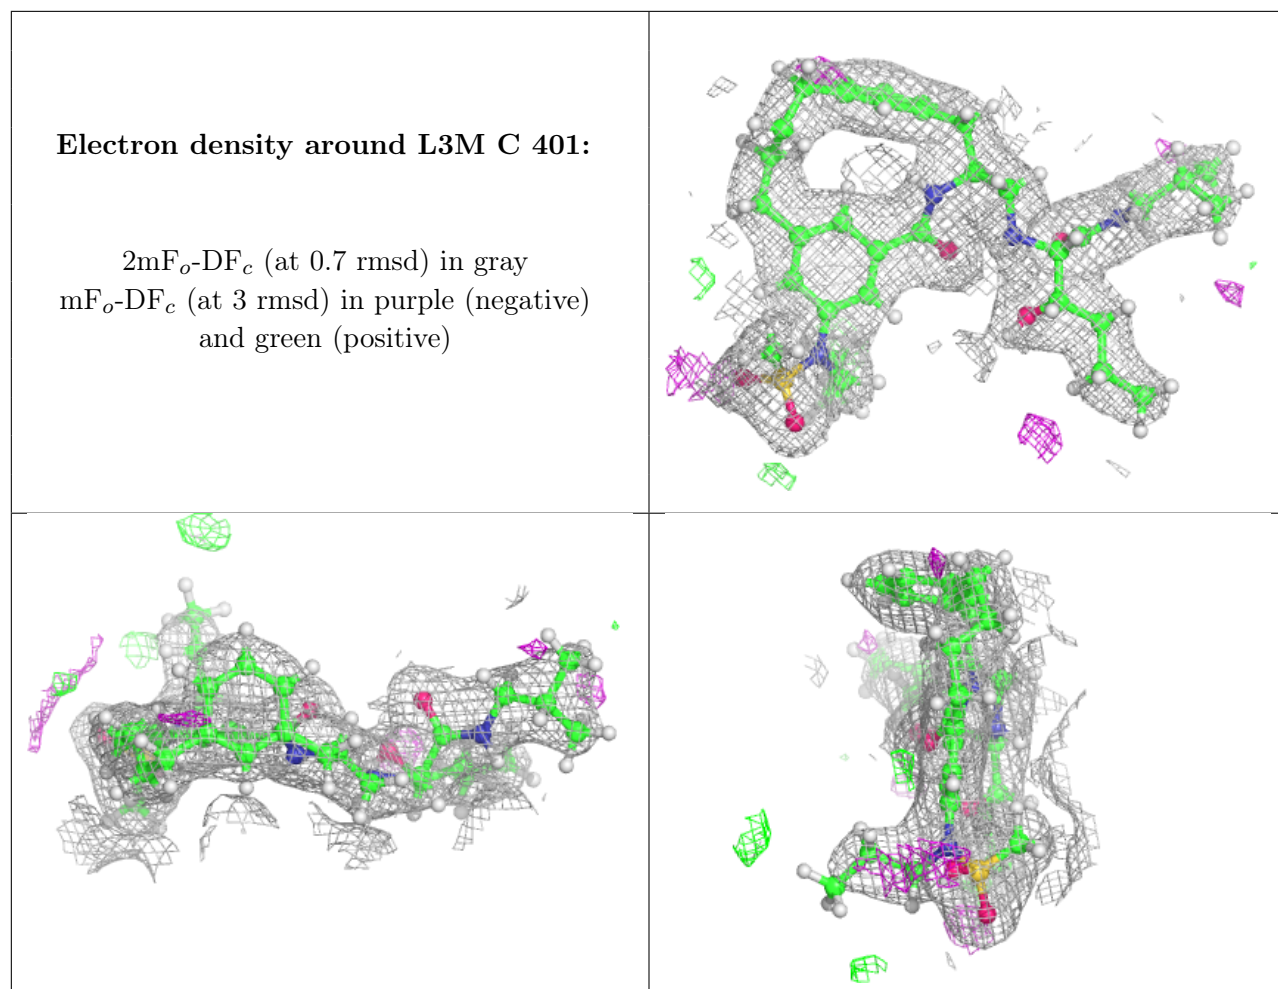 Electron density around L3M C 401:
2mFo-DFc (at 0.7 rmsd) in gray
mFo-DFc (at 3 rmsd) in purple (negative)
and green (positive)